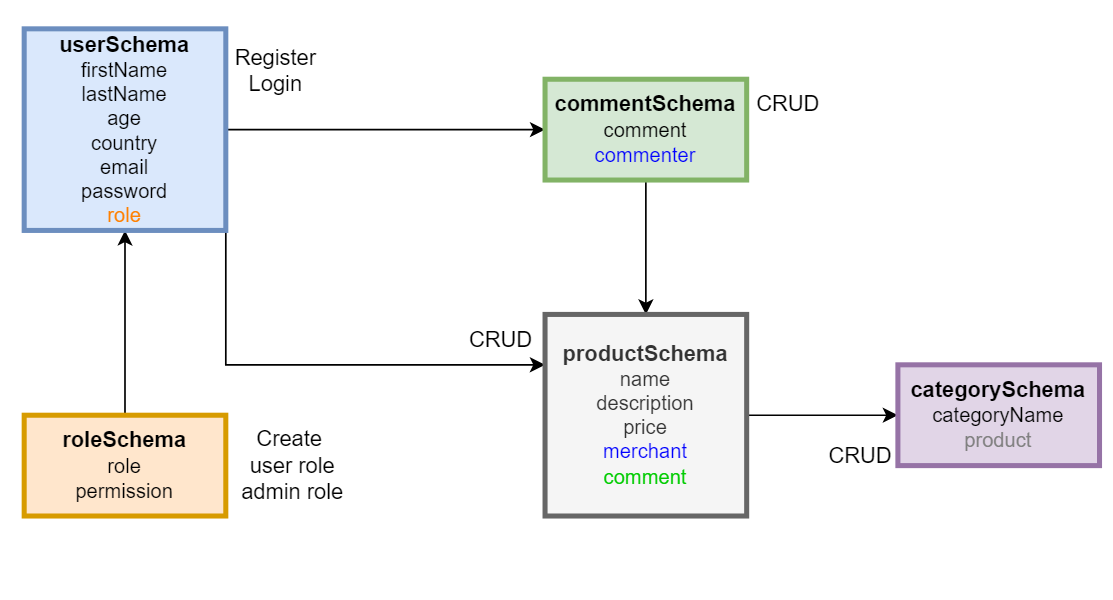 userSchema
firstName
lastName
age
country
email
password
role
Register
Login
commentSchema
comment
commenter
CRUD
CRUD
productSchema
name
description
price
merchant
comment
categorySchema
categoryName
product
CRUD
roleSchema
role
permission
Create
user role
admin role